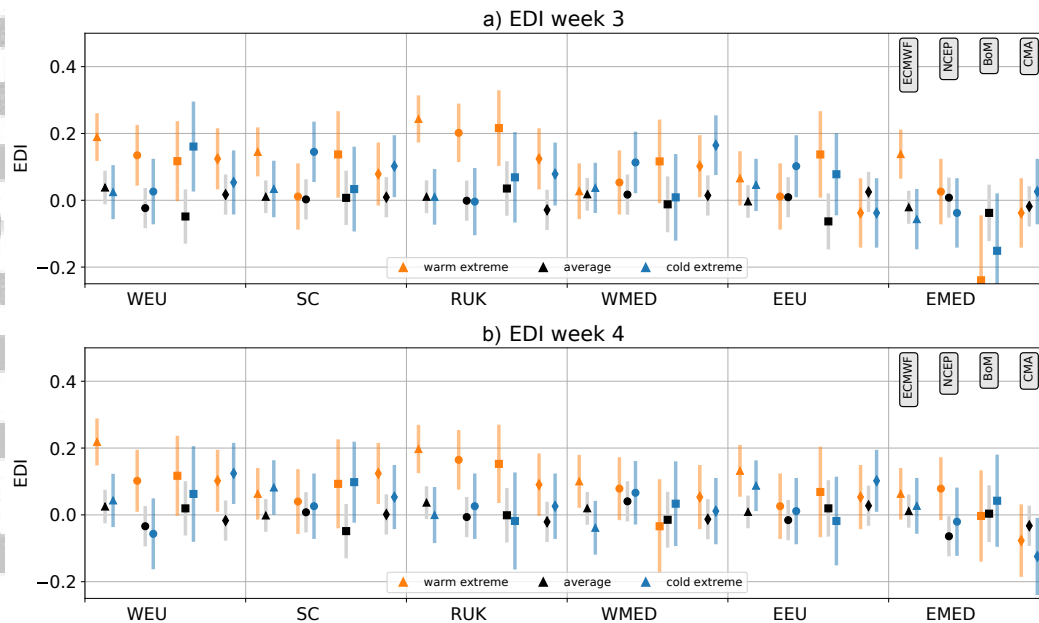 a) EDI week 3
ECMWF NCEP BoM CMA
EDI
0.4
0.2
0.0
−0.2
warm extreme average cold extreme
WEU SC RUK WMED EEU EMED
b) EDI week 4
ECMWF NCEP BoM CMA
EDI
0.4
0.2
0.0
−0.2
warm extreme average cold extreme
WEU SC RUK WMED EEU EMED